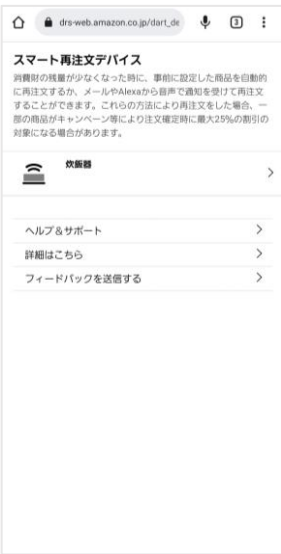 drs-web.amazon.co.jp/dart_de
3
スマート再注文デバイス
消費財の残量が少なくなった時に、事前に設定した商品を自動的
に再注文するか、メールやAlexaから音声で通知を受けて再注文
することができます。これらの方法により再注文をした場合、一
部の商品がキャンペーン等により注文確定時に最大25%の割引の
対象になる場合があります。
炊飯器
ヘルプ＆サポート
詳細はこちら
フィードバックを送信する